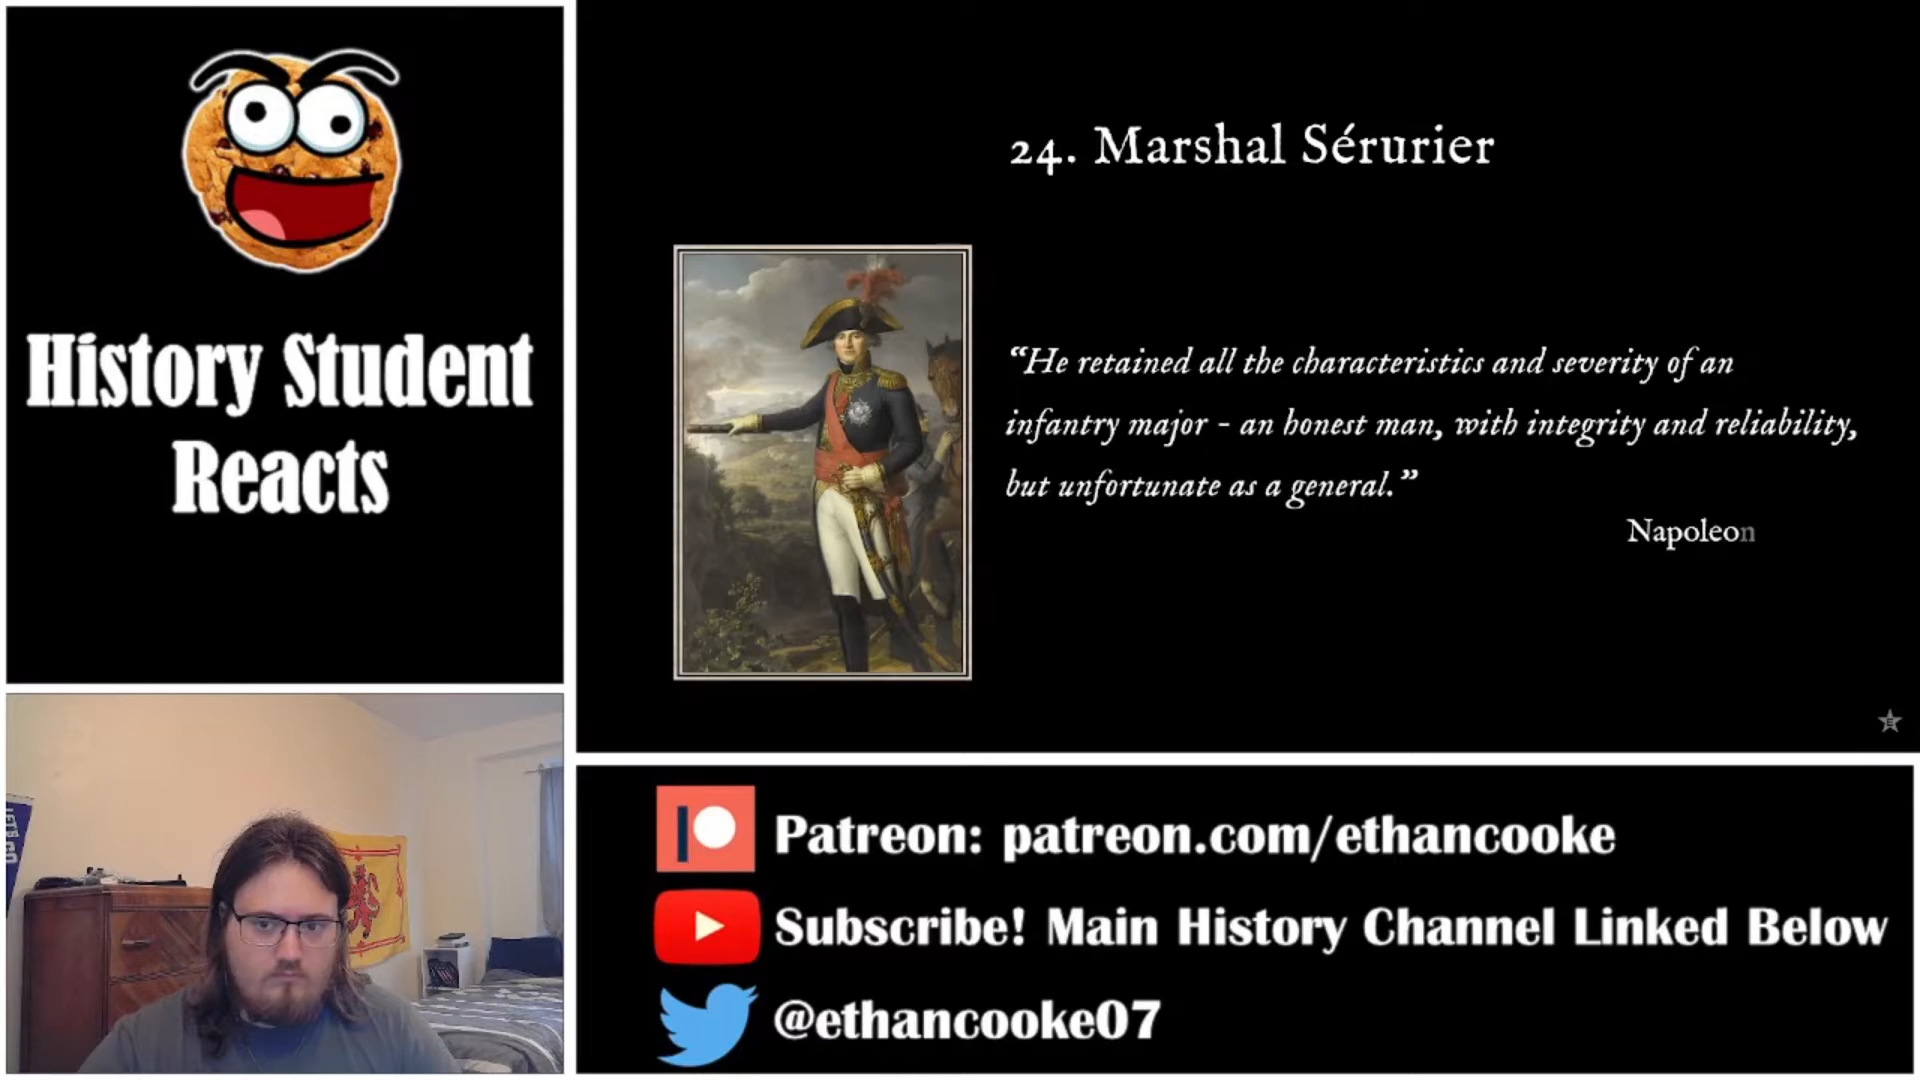 History Student
Reacts
24. Marshal Sérurier
“He retained all the characteristics and severity of an
infantry major - an honest man, with integrity and reliability,
but unfortunate as a general.”
Napoleon
E
LET'S GO
Patreon: patreon.com/ethancooke
Subscribe! Main History Channel Linked Below
@ethancooke07